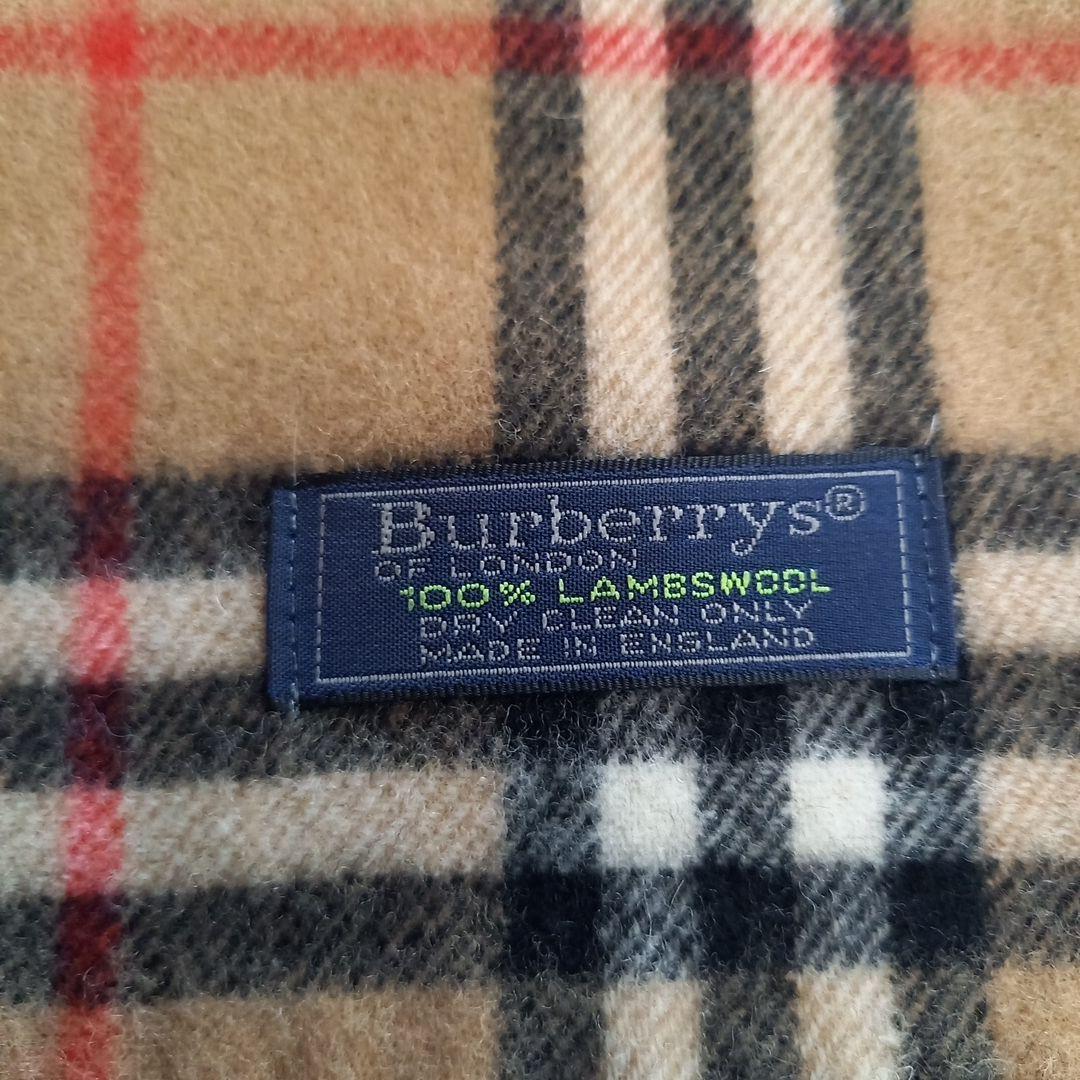 Burberrys®
OF LONDON
100% LAMBSWOOL
DRY CLEAN ONLY
MADE IN ENGLAND